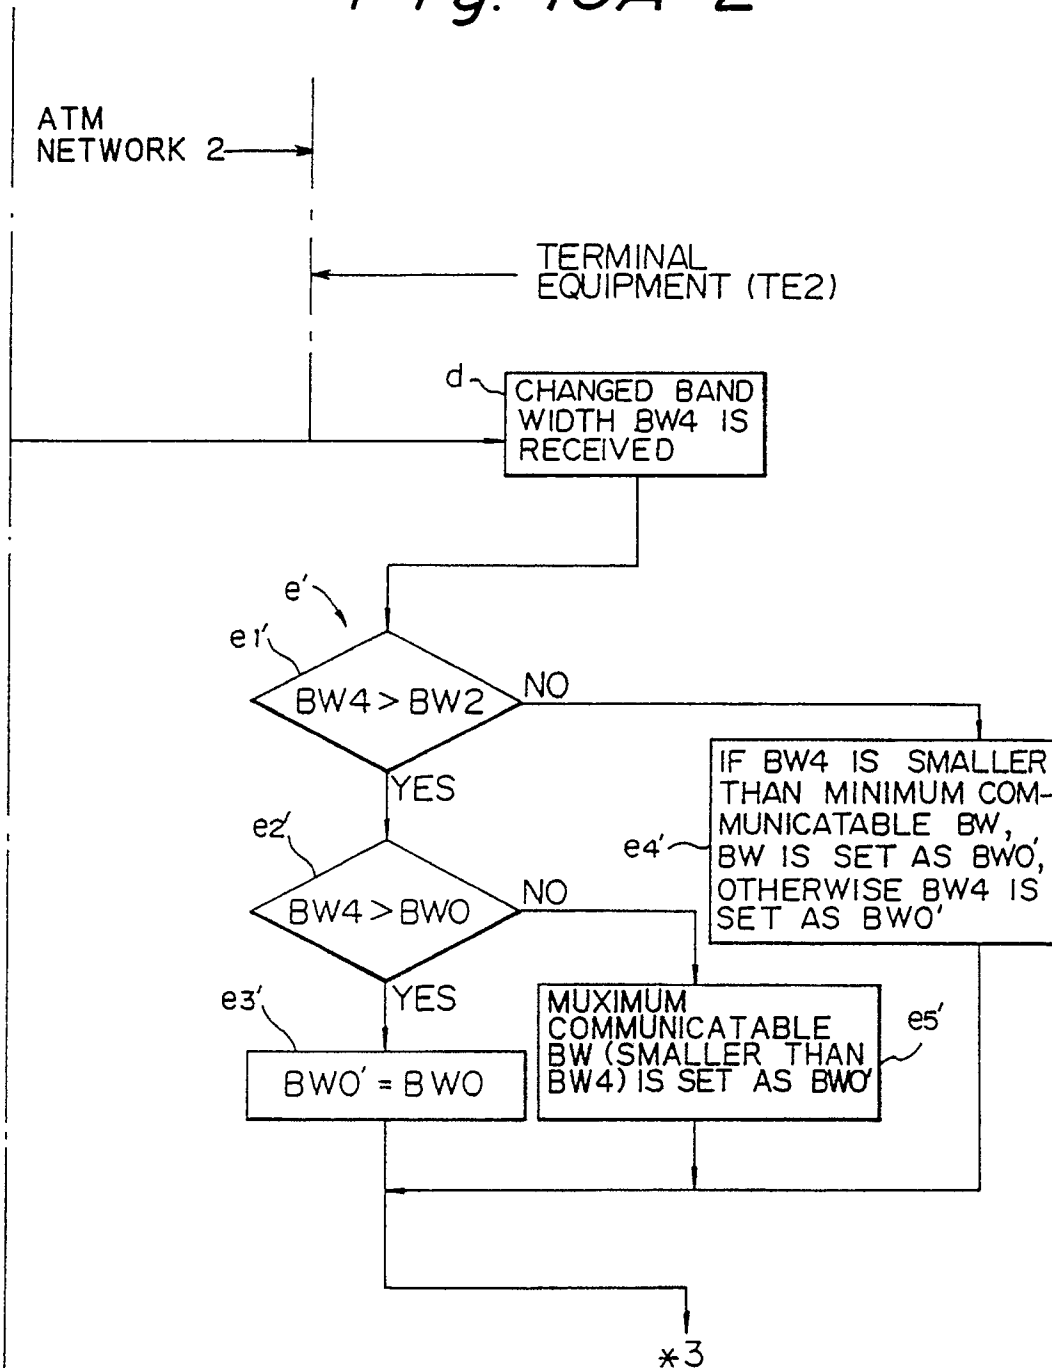 Fig. 10A-2
ATM
NETWORK 2
TERMINAL
EQUIPMENT (TE2)
d
CHANGED BAND
WIDTH BW4 IS
RECEIVED
e'
e1'
BW4 > BW2
NO
YES
IF BW4 IS SMALLER
THAN MINIMUM COM-
MUNICATABLE BW,
BW IS SET AS BWO',
OTHERWISE BW4 IS
SET AS BWO'
e4'
e2'
BW4 > BWO
NO
YES
e3'
BWO' = BWO
MUXIMUM
COMMUNICATABLE
BW (SMALLER THAN
BW4) IS SET AS BWO'
e5'
*3